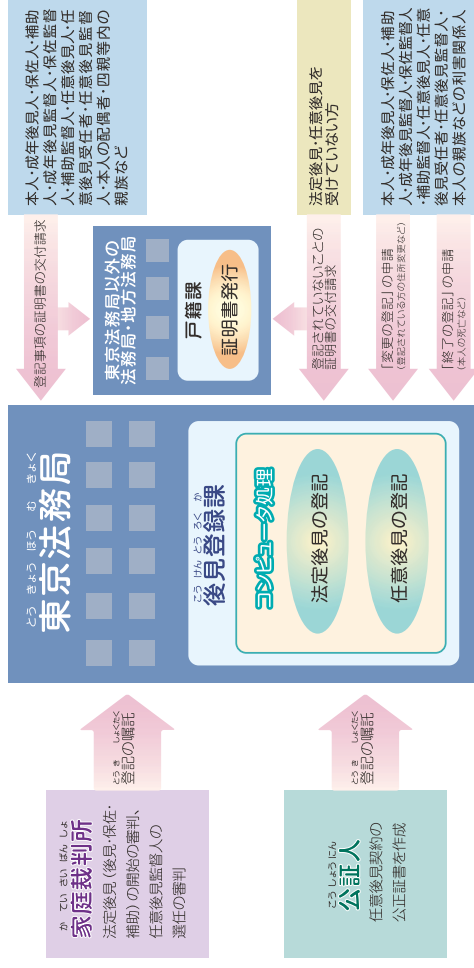 か てい さい ばん しょ
家庭裁判所
法定後見（後見・保佐・
補助）の開始の審判、
任意後見監督人の
選任の審判
こう しょう にん
公証人
任意後見契約の
公正証書を作成
とう き しょくたく
登記の嘱託
とう き しょくたく
登記の嘱託
とう きょう ほう む きょく
東京法務局
こう けん とう ろく か
後見登録課
コンピュータ処理
法定後見の登記
任意後見の登記
東京法務局以外の
法務局・地方法務局
戸籍課
証明書発行
登記事項の証明書の交付請求
登記されていないことの
証明書の交付請求
「変更の登記」の申請
（登記されている方の住所変更など）
「終了の登記」の申請
（本人の死亡など）
本人・成年後見人・保佐人・補助
人・成年後見監督人・保佐監督
人・補助監督人・任意後見人・任
意後見受任者・任意後見監督
人・本人の配偶者・四親等内の
親族など
法定後見・任意後見を
受けていない方
本人・成年後見人・保佐人・補助
人・成年後見監督人・保佐監督人
・補助監督人・任意後見人・任意
後見受任者・任意後見監督人・
本人の親族などの利害関係人